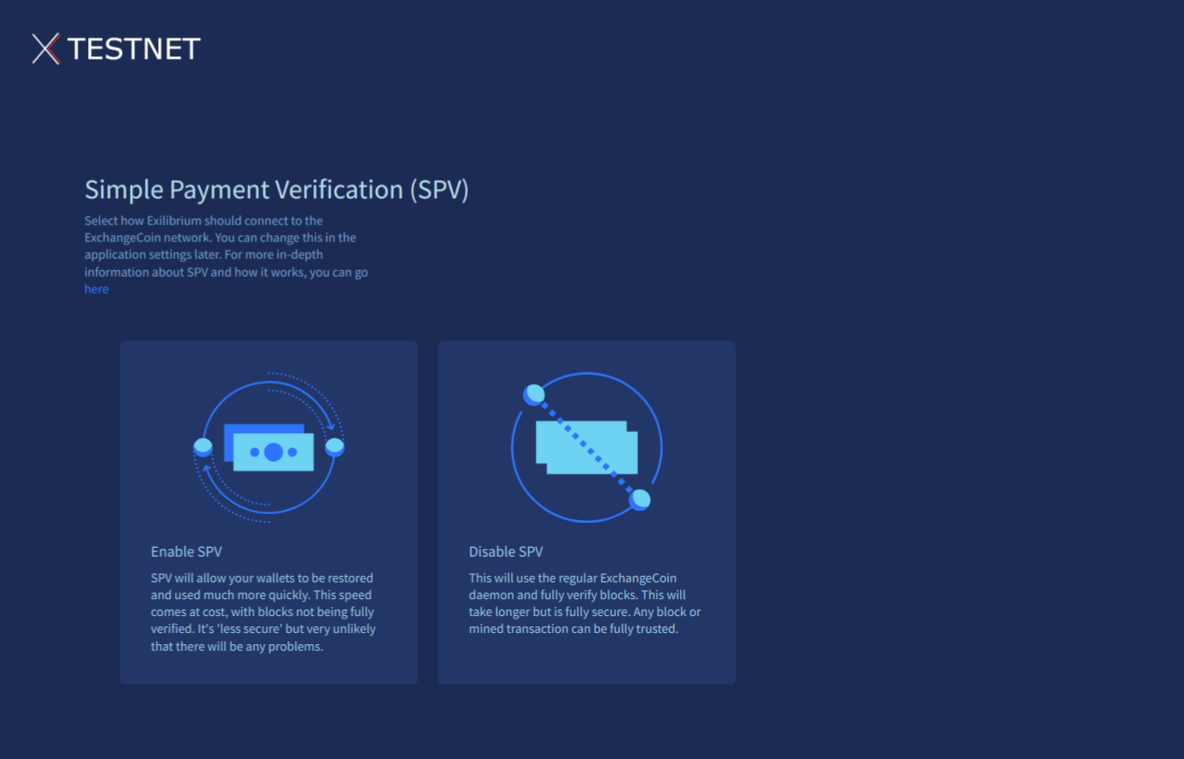 TESTNET
Simple Payment Verification (SPV)
Select how Exilibrium should connect to the
ExchangeCoin network. You can change this in the
application settings later. For more in-depth
information about SPV and how it works, you can go
here
Enable SPV
SPV will allow your wallets to be restored
and used much more quickly. This speed
comes at cost, with blocks not being fully
verified. It's 'less secure' but very unlikely
that there will be any problems.
Disable SPV
This will use the regular ExchangeCoin
daemon and fully verify blocks. This will
take longer but is fully secure. Any block or
mined transaction can be fully trusted.